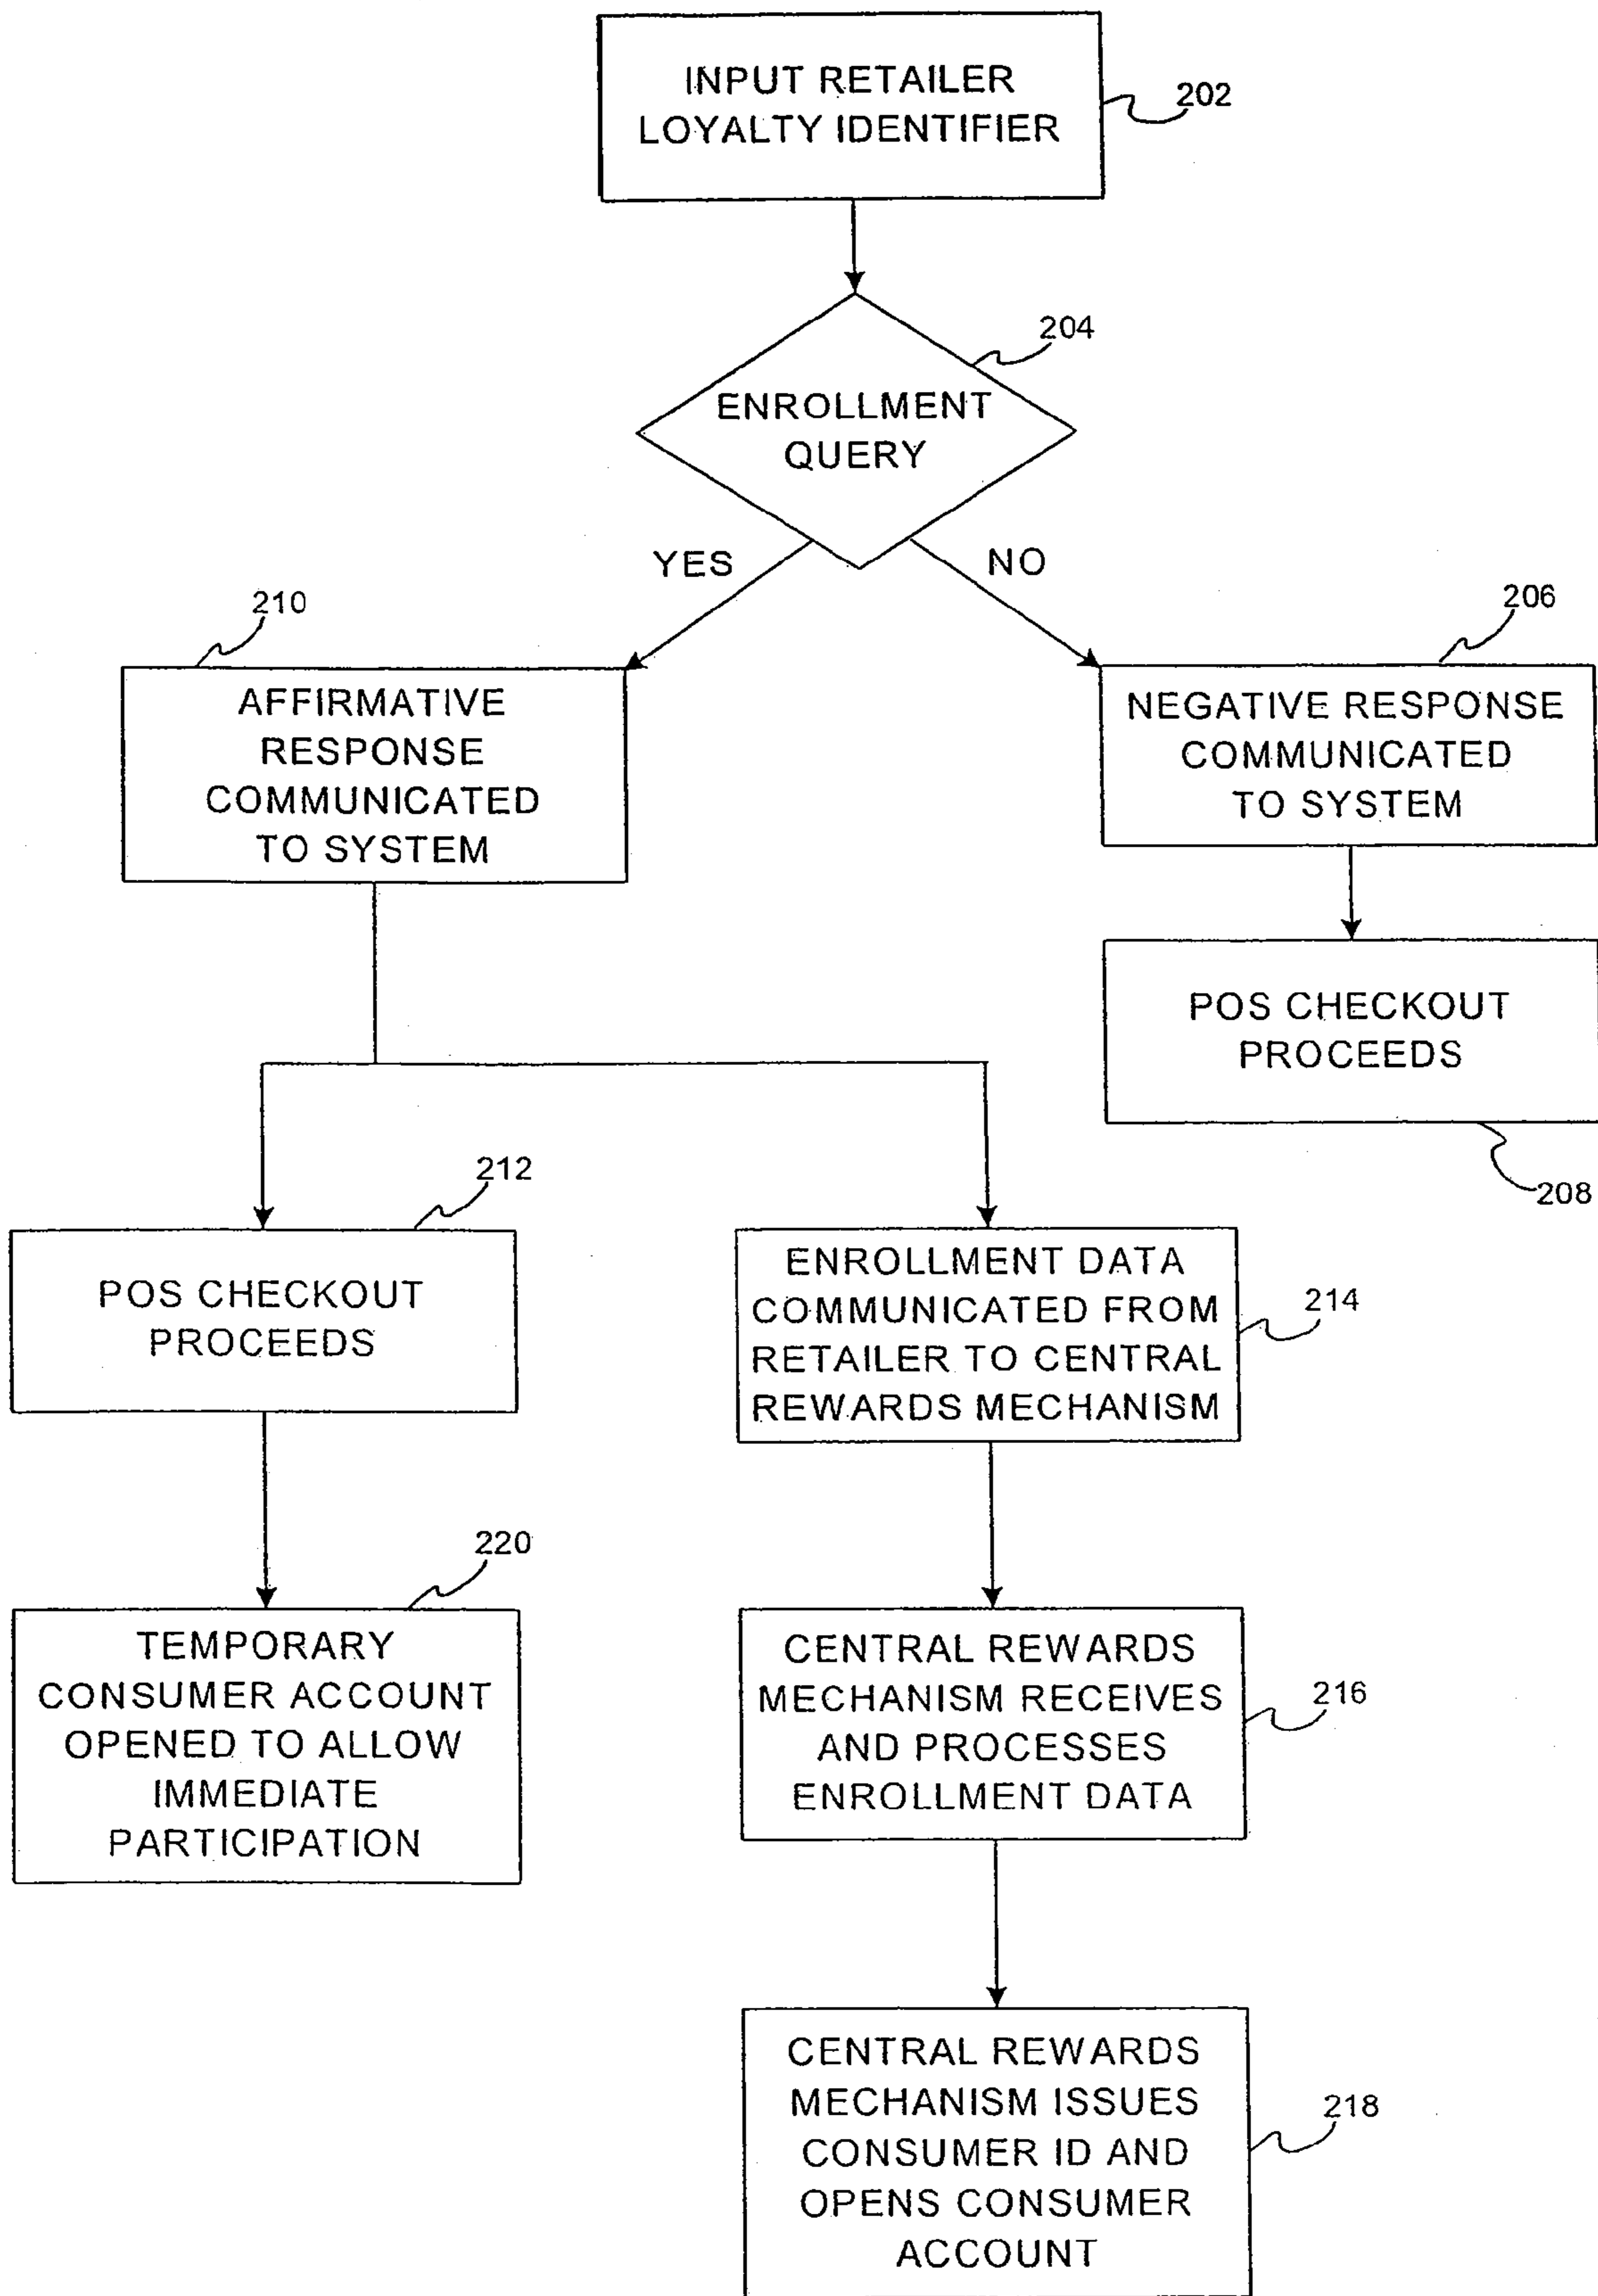 INPUT RETAILER
LOYALTY IDENTIFIER
202
204
ENROLLMENT
QUERY
YES
NO
210
206
AFFIRMATIVE
RESPONSE
COMMUNICATED
TO SYSTEM
NEGATIVE RESPONSE
COMMUNICATED
TO SYSTEM
POS CHECKOUT
PROCEEDS
208
212
POS CHECKOUT
PROCEEDS
ENROLLMENT DATA
COMMUNICATED FROM
RETAILER TO CENTRAL
REWARDS MECHANISM
214
220
TEMPORARY
CONSUMER ACCOUNT
OPENED TO ALLOW
IMMEDIATE
PARTICIPATION
CENTRAL REWARDS
MECHANISM RECEIVES
AND PROCESSES
ENROLLMENT DATA
216
CENTRAL REWARDS
MECHANISM ISSUES
CONSUMER ID AND
OPENS CONSUMER
ACCOUNT
218